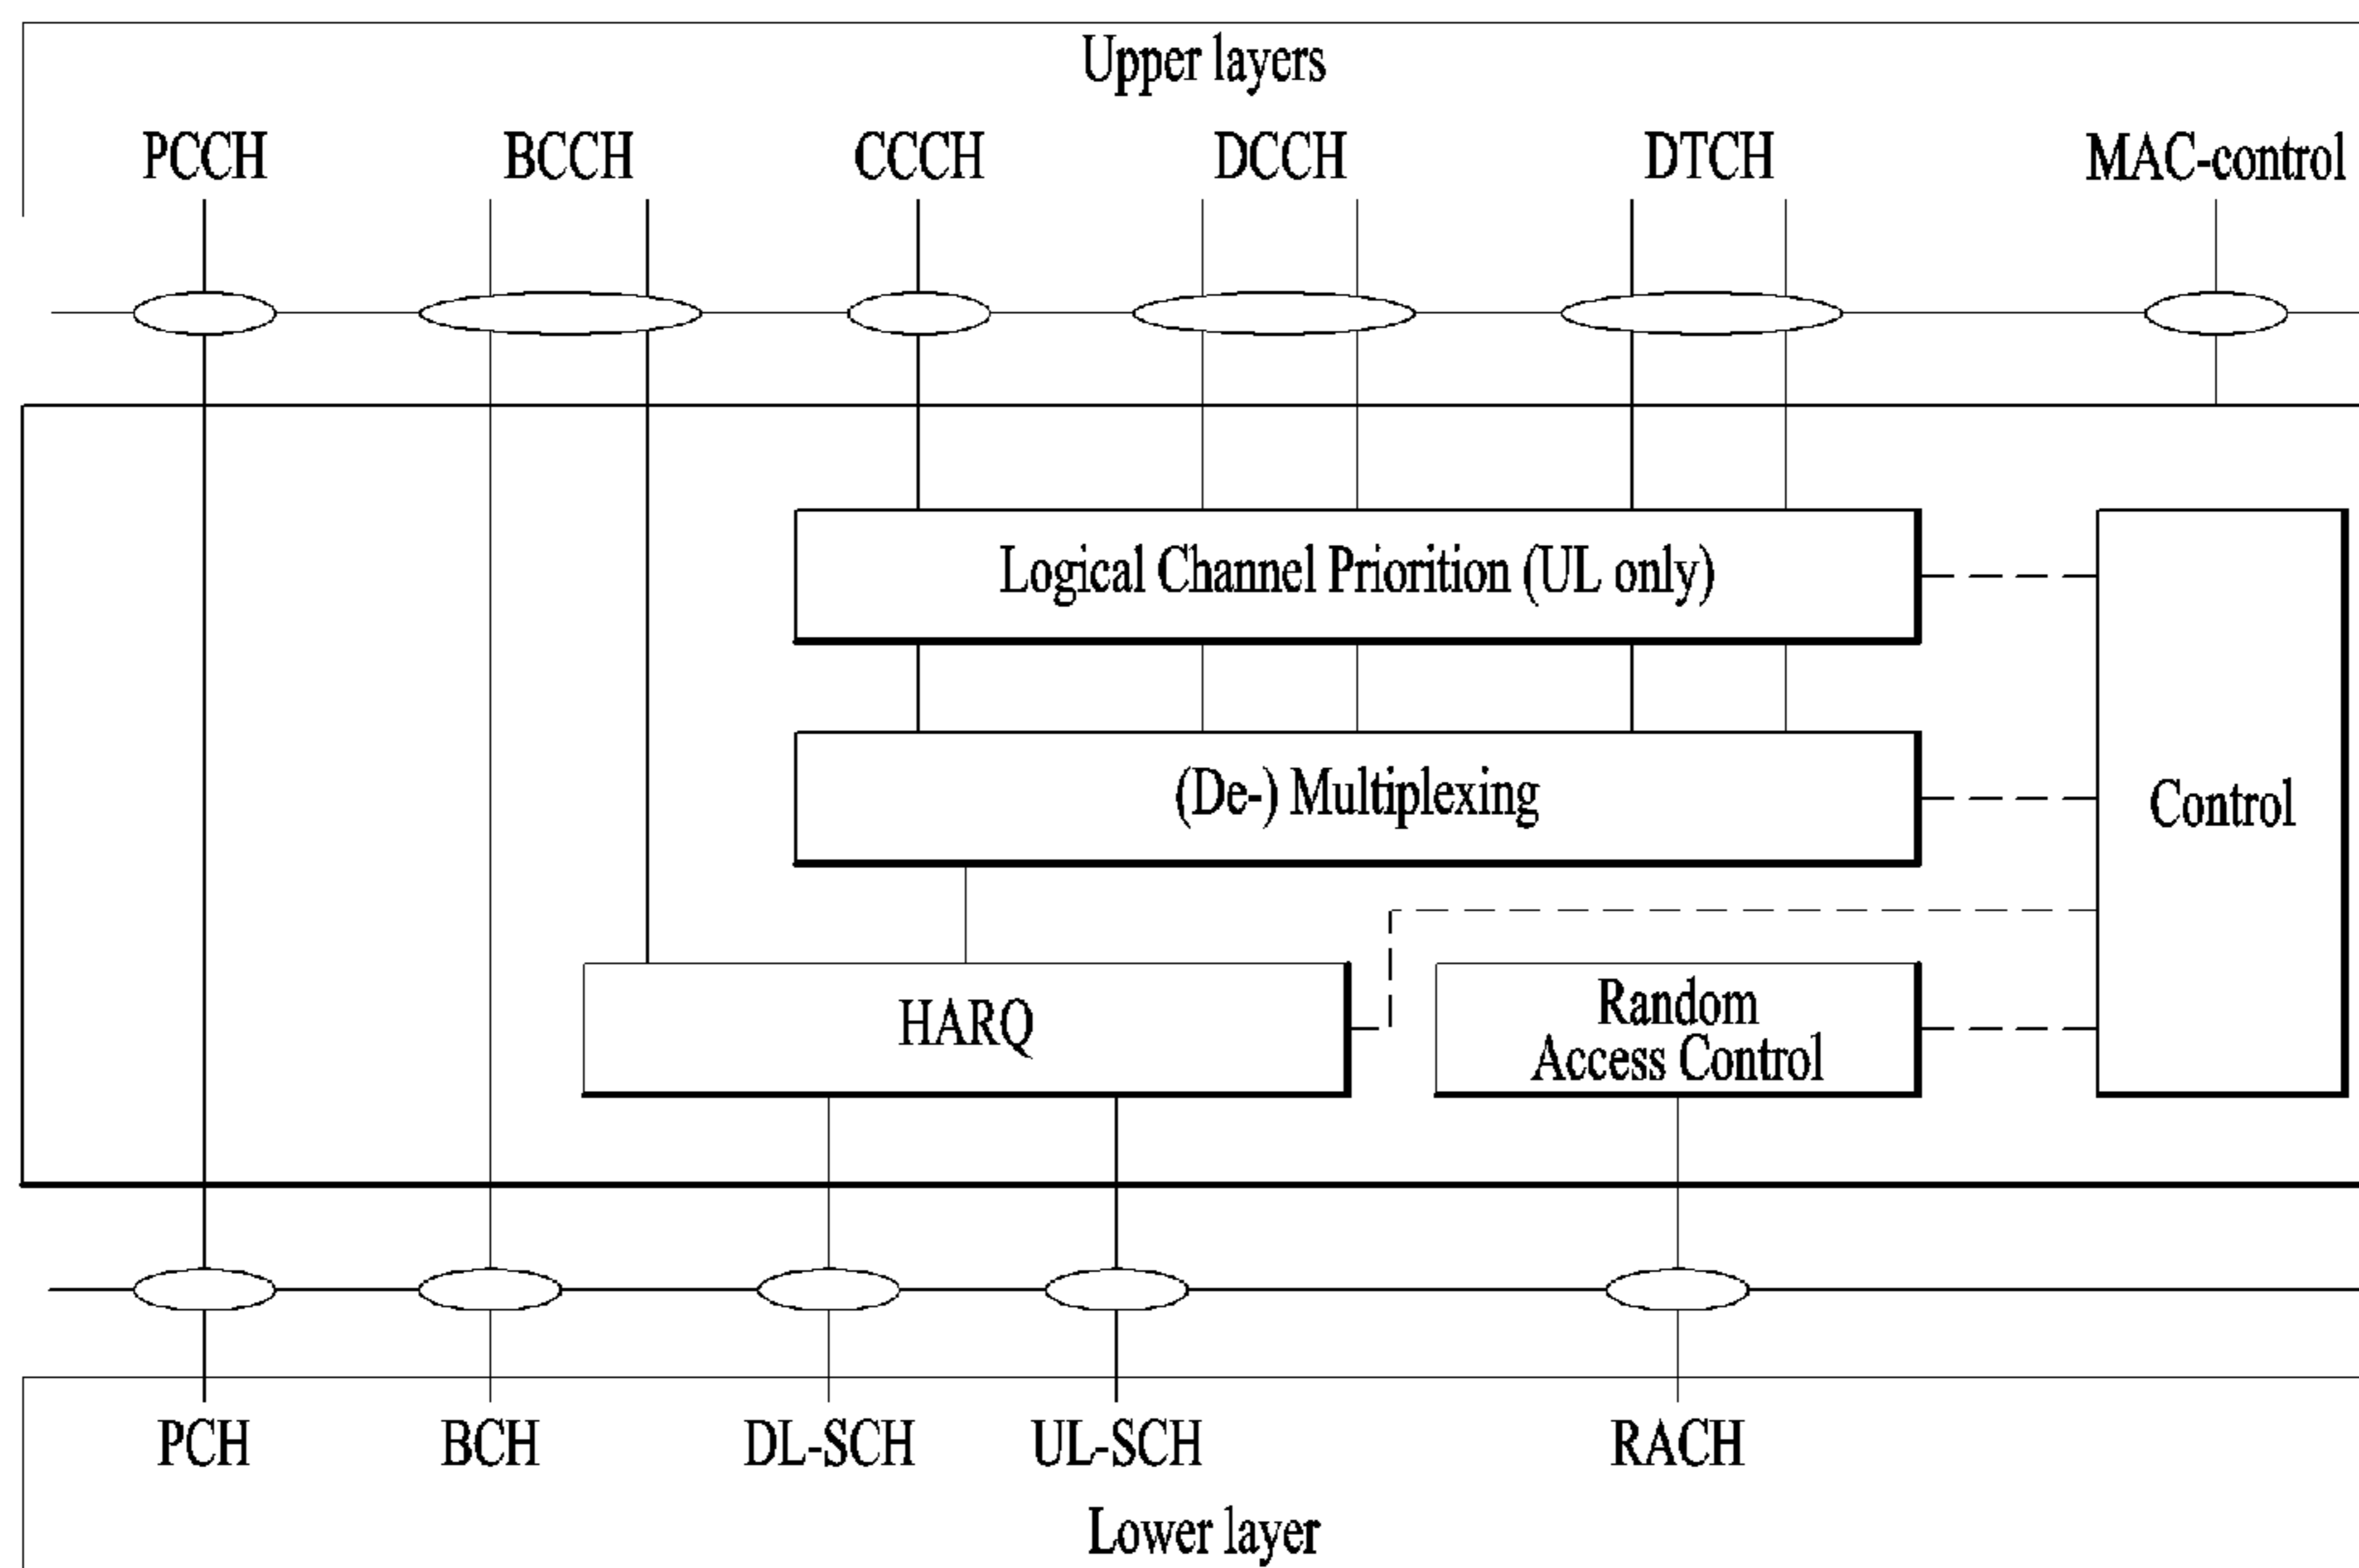 Upper layers
PCCH
BCCH
CCCH
DCCH
DTCH
MAC-control
Logical Channel Priorition (UL only)
(De-) Multiplexing
Control
HARQ
Random
Access Control
PCH
BCH
DL-SCH
UL-SCH
RACH
Lower layer